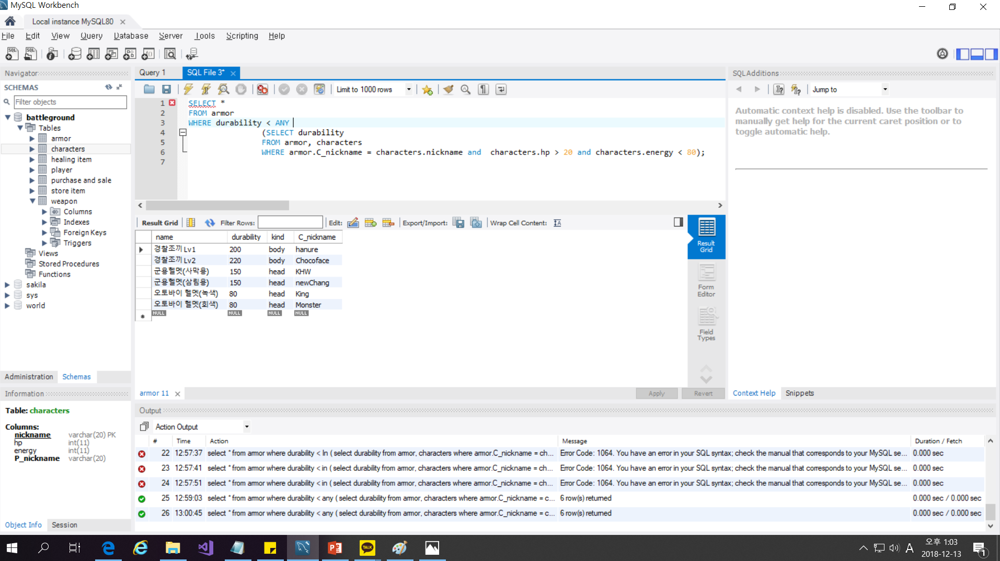 MySQL Workbench
Local instance MySQL80
File Edit View Query Database Server Tools Scripting Help
Navigator
SCHEMAS
Filter objects
battleground
Tables
armor
characters
healing item
player
purchase and sale
store item
weapon
Columns
Indexes
Foreign Keys
Triggers
Views
Stored Procedures
Functions
sakila
sys
world
Administration Schemas
Information
Table: characters
Columns:
nickname varchar(20) PK
hp int(11)
energy int(11)
P_nickname varchar(20)
Object Info Session
Query 1 SQL File 3*
Limit to 1000 rows
1 SELECT *
2 FROM armor
3 WHERE durability < ANY
4 (SELECT durability
5 FROM armor, characters
6 WHERE armor.C_nickname = characters.nickname and characters.hp > 20 and characters.energy < 80);
7
Result Grid Filter Rows: Edit: Export/Import: Wrap Cell Content:
name durability kind C_nickname
경찰조끼 Lv1 200 body hanure
경찰조끼 Lv2 220 body Chocoface
군용헬멧(사막용) 150 head KHW
군용헬멧(삼림용) 150 head newChang
오토바이 헬멧(녹색) 80 head King
오토바이 헬멧(회색) 80 head Monster
NULL NULL NULL NULL
Result Grid
Form Editor
Field Types
armor 11
Apply Revert
SQLAdditions
Jump to
Automatic context help is disabled. Use the toolbar to
manually get help for the current caret position or to
toggle automatic help.
Context Help Snippets
Output
Action Output
# Time Action Message Duration / Fetch
22 12:57:37 select * from armor where durability < In ( select durability from armor, characters where armor.C_nickname = ch... Error Code: 1064. You have an error in your SQL syntax; check the manual that corresponds to your MySQL se... 0.000 sec
23 12:57:41 select * from armor where durability < in ( select durability from armor, characters where armor.C_nickname = ch... Error Code: 1064. You have an error in your SQL syntax; check the manual that corresponds to your MySQL se... 0.000 sec
24 12:57:51 select * from armor where durability < in ( select durability from armor, characters where armor.C_nickname = ch... Error Code: 1064. You have an error in your SQL syntax; check the manual that corresponds to your MySQL se... 0.000 sec
25 12:59:03 select * from armor where durability < any ( select durability from armor, characters where armor.C_nickname = c... 6 row(s) returned 0.000 sec / 0.000 sec
26 13:00:45 select * from armor where durability < any ( select durability from armor, characters where armor.C_nickname = c... 6 row(s) returned 0.000 sec / 0.000 sec
TALK
A
오후 1:03
2018-12-13
1